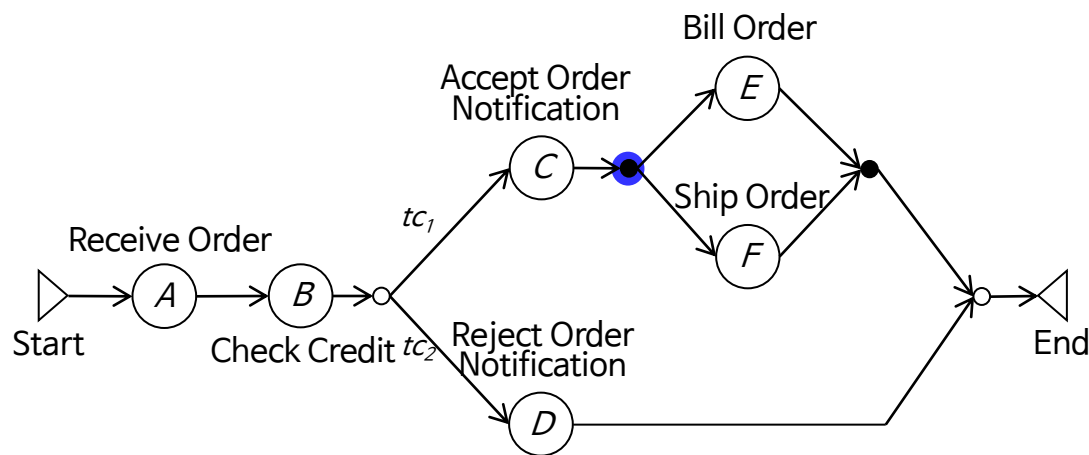 Bill Order
E
Accept Order
Notification
C
Ship Order
F
tc1
Receive Order
A
B
Start
Check Credit
tc2
Reject Order
Notification
D
End